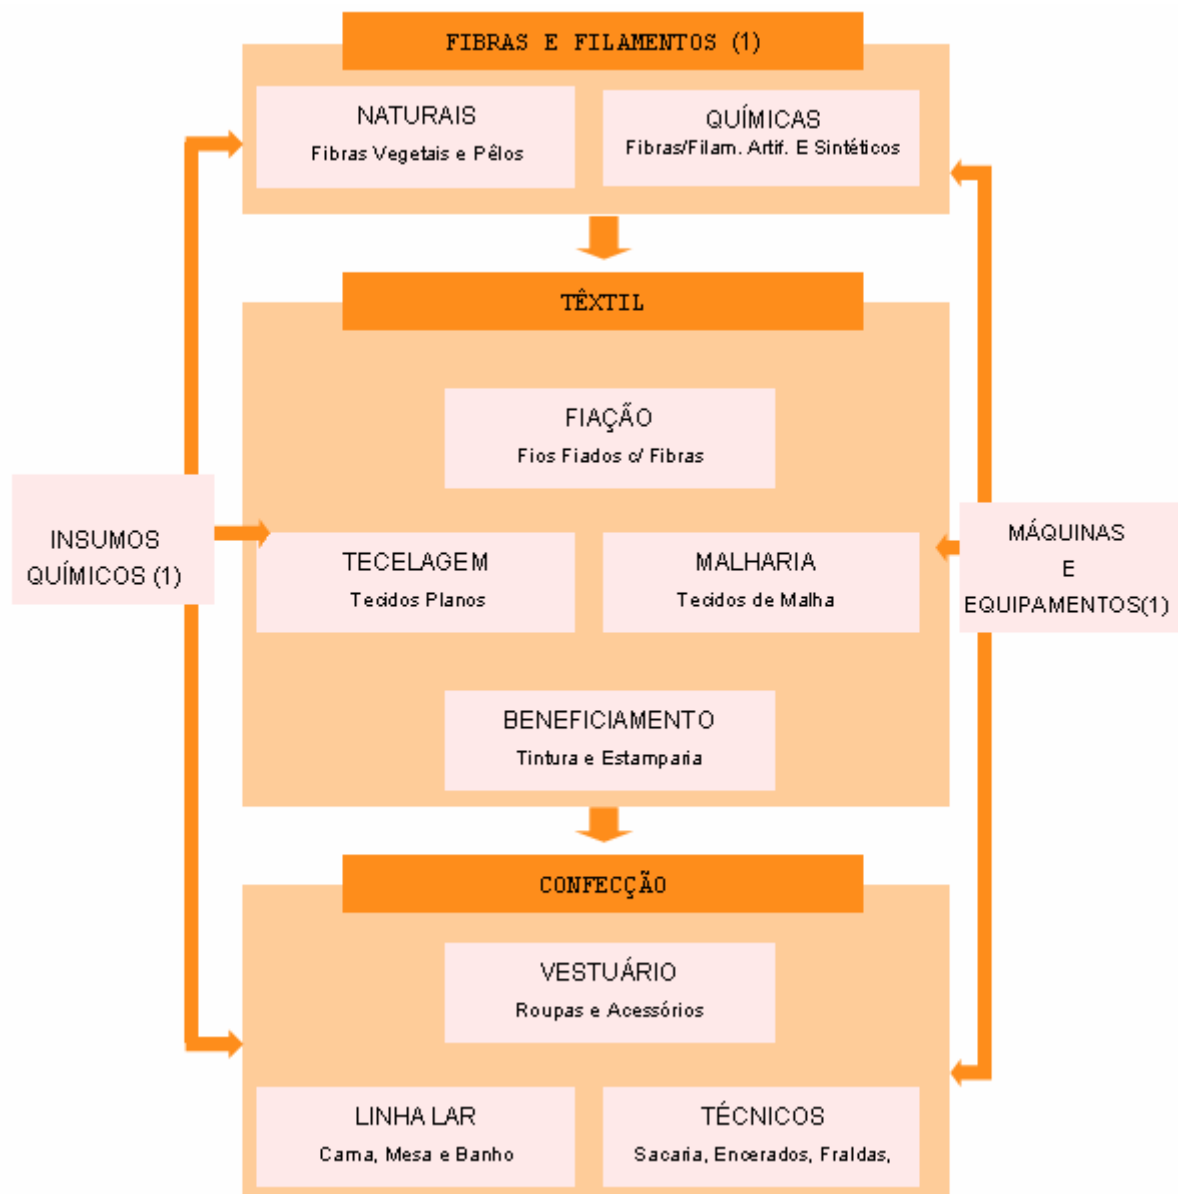 FIBRAS E FILAMENTOS (1)
NATURAIS
Fibras Vegetais e Pêlos
QUÍMICAS
Fibras/Filam. Artif. E Sintéticos
TÊXTIL
FIAÇÃO
Fios Fiados c/ Fibras
INSUMOS
QUÍMICOS (1)
TECELAGEM
Tecidos Planos
MALHARIA
Tecidos de Malha
MÁQUINAS
E
EQUIPAMENTOS(1)
BENEFICIAMENTO
Tintura e Estamparia
CONFECÇÃO
VESTUÁRIO
Roupas e Acessórios
LINHA LAR
Cama, Mesa e Banho
TÉCNICOS
Sacaria, Encerados, Fraldas,